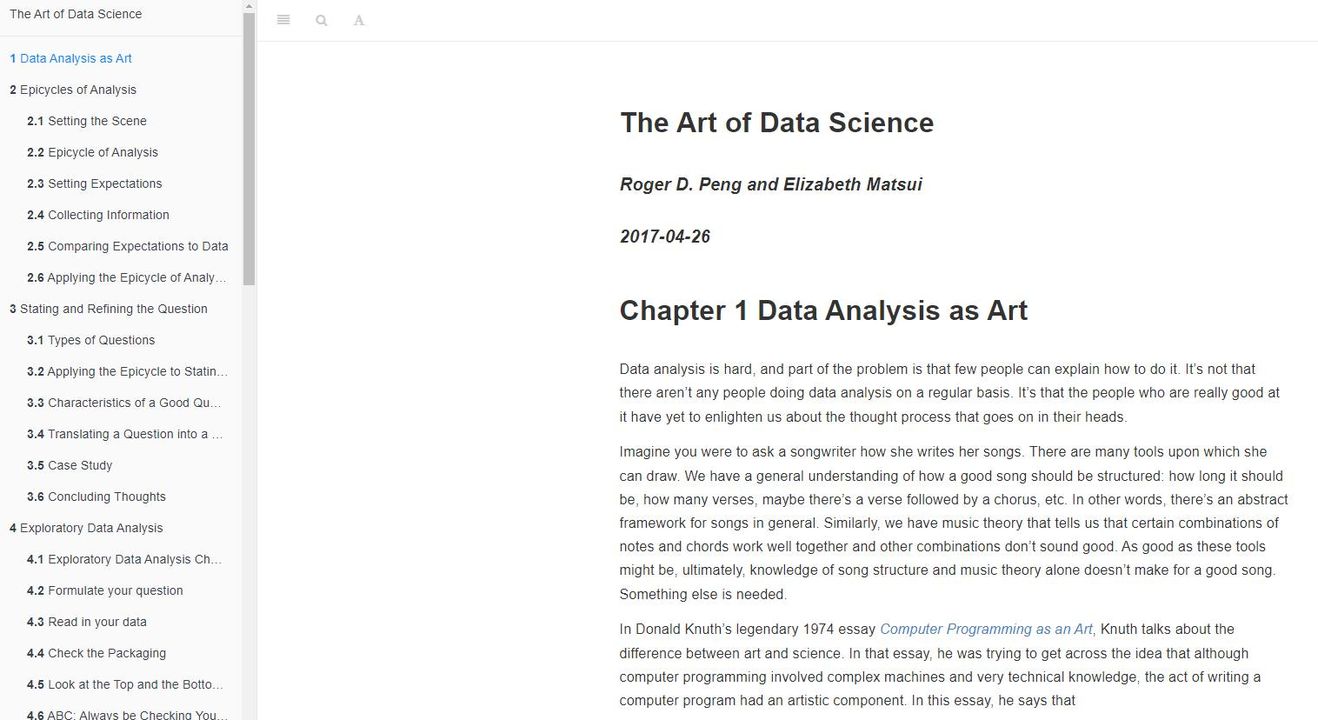 The Art of Data Science
1 Data Analysis as Art
2 Epicycles of Analysis
2.1 Setting the Scene
2.2 Epicycle of Analysis
2.3 Setting Expectations
2.4 Collecting Information
2.5 Comparing Expectations to Data
2.6 Applying the Epicycle of Analy…
3 Stating and Refining the Question
3.1 Types of Questions
3.2 Applying the Epicycle to Statin…
3.3 Characteristics of a Good Qu…
3.4 Translating a Question into a …
3.5 Case Study
3.6 Concluding Thoughts
4 Exploratory Data Analysis
4.1 Exploratory Data Analysis Ch…
4.2 Formulate your question
4.3 Read in your data
4.4 Check the Packaging
4.5 Look at the Top and the Botto…
4.6 ABC: Always be Checking You…
A
The Art of Data Science
Roger D. Peng and Elizabeth Matsui
2017-04-26
Chapter 1 Data Analysis as Art
Data analysis is hard, and part of the problem is that few people can explain how to do it. It’s not that
there aren’t any people doing data analysis on a regular basis. It’s that the people who are really good at
it have yet to enlighten us about the thought process that goes on in their heads.
Imagine you were to ask a songwriter how she writes her songs. There are many tools upon which she
can draw. We have a general understanding of how a good song should be structured: how long it should
be, how many verses, maybe there’s a verse followed by a chorus, etc. In other words, there’s an abstract
framework for songs in general. Similarly, we have music theory that tells us that certain combinations of
notes and chords work well together and other combinations don’t sound good. As good as these tools
might be, ultimately, knowledge of song structure and music theory alone doesn’t make for a good song.
Something else is needed.
In Donald Knuth’s legendary 1974 essay Computer Programming as an Art, Knuth talks about the
difference between art and science. In that essay, he was trying to get across the idea that although
computer programming involved complex machines and very technical knowledge, the act of writing a
computer program had an artistic component. In this essay, he says that